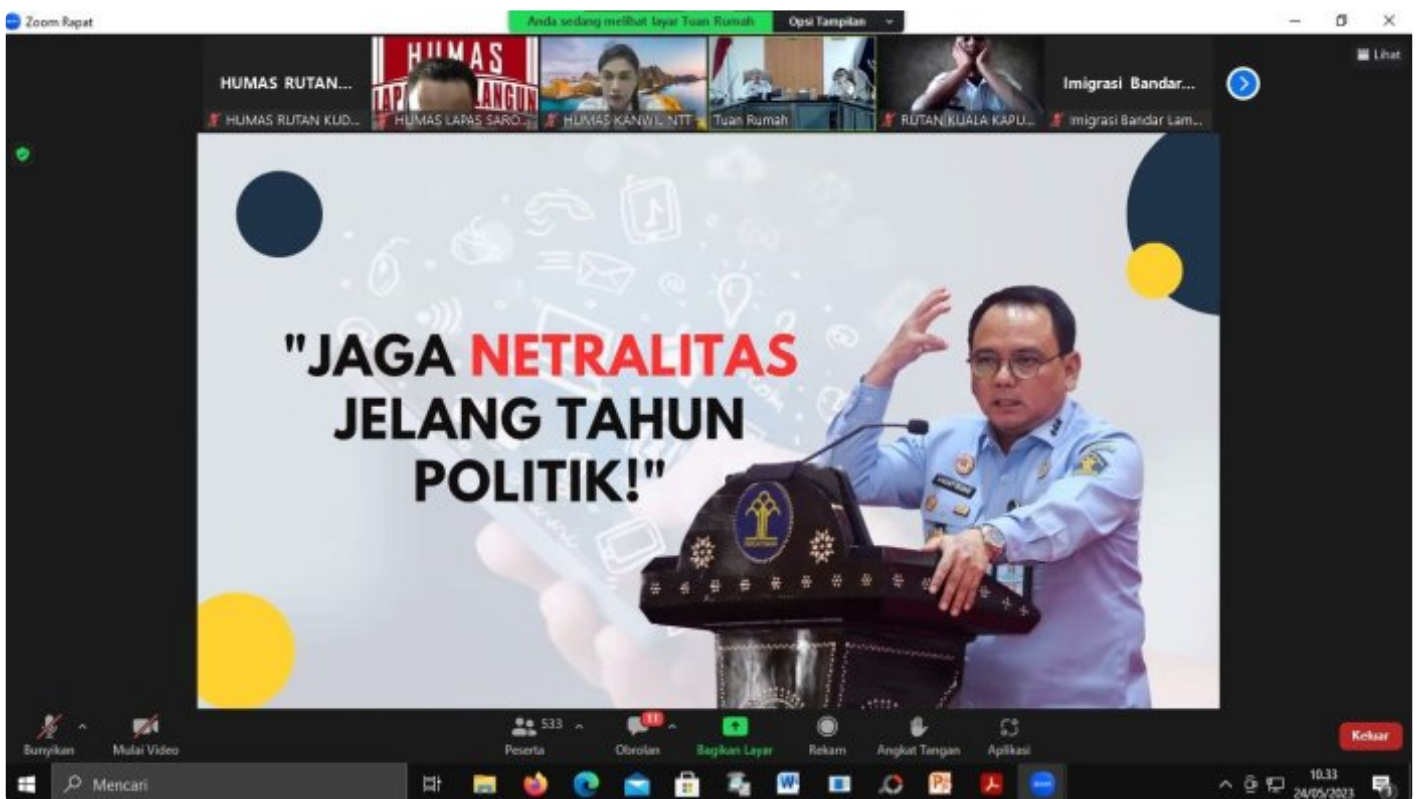 Zoom Rapat
Anda sedang melihat layar Tuan Rumah
Opsi Tampilan
Lihat
HUMAS RUTAN...
HUMAS RUTAN KUD...
HUMAS
LANGUN
HUMAS LAPAS SARO...
HUMAS KANWIL NTT
Tuan Rumah
RUTAN KUALA KAPU...
Imigrasi Bandar...
Imigrasi Bandar Lam...
"JAGA NETRALITAS
JELANG TAHUN
POLITIK!"
Bunyikan
Mulai Video
533
Peserta
11
Obrolan
Bagikan Layar
Rekam
Angkat Tangan
Aplikasi
Keluar
Mencari
10.33
24/05/2023